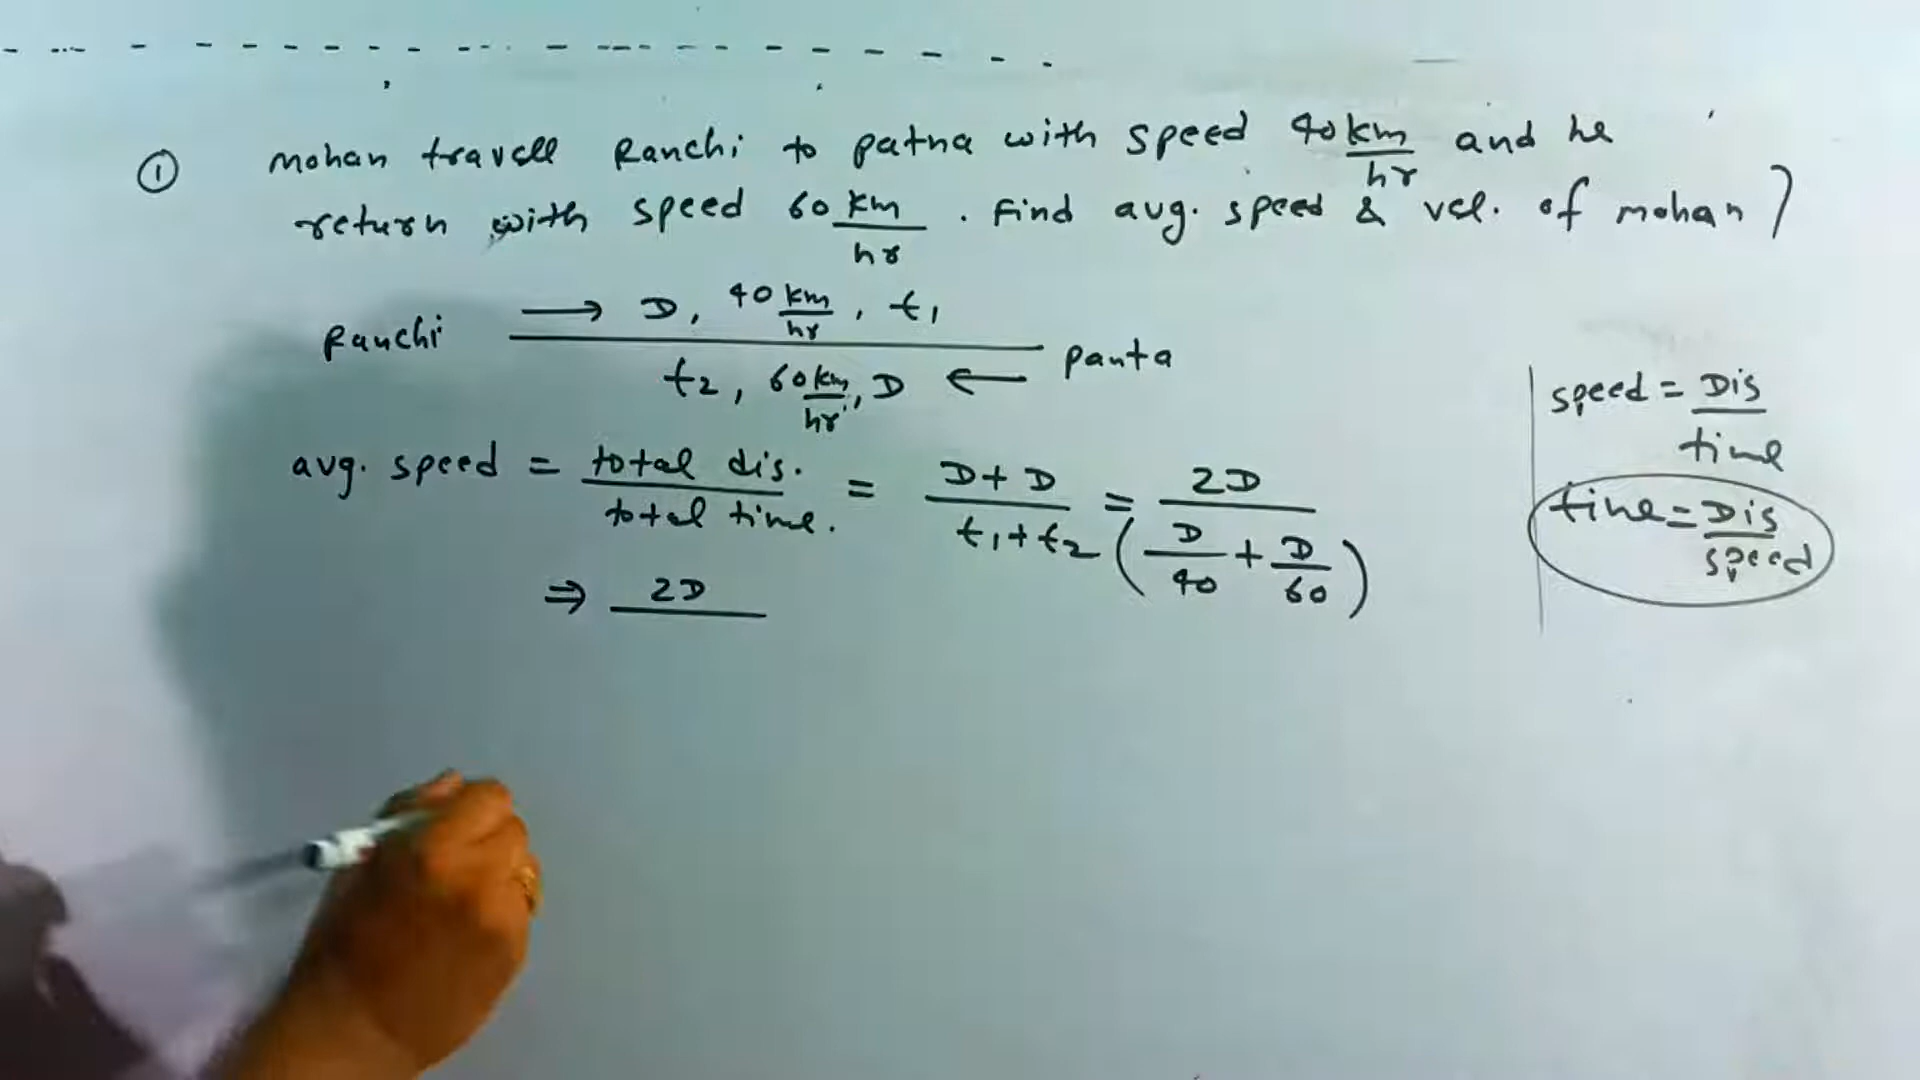 ① Mohan travell Ranchi to patna with speed 40 km/hr and he
return with speed 60 km/hr . Find avg. speed & vel. of mohan ?
Ranchi → D, 40 km/hr , t₁
t₂, 60 km/hr, D ← Panta
avg. speed = total dis./total time. = D+D/t₁+t₂ = 2D/(D/40 + D/60)
⇒ 2D
speed = Dis/time
time = Dis/speed